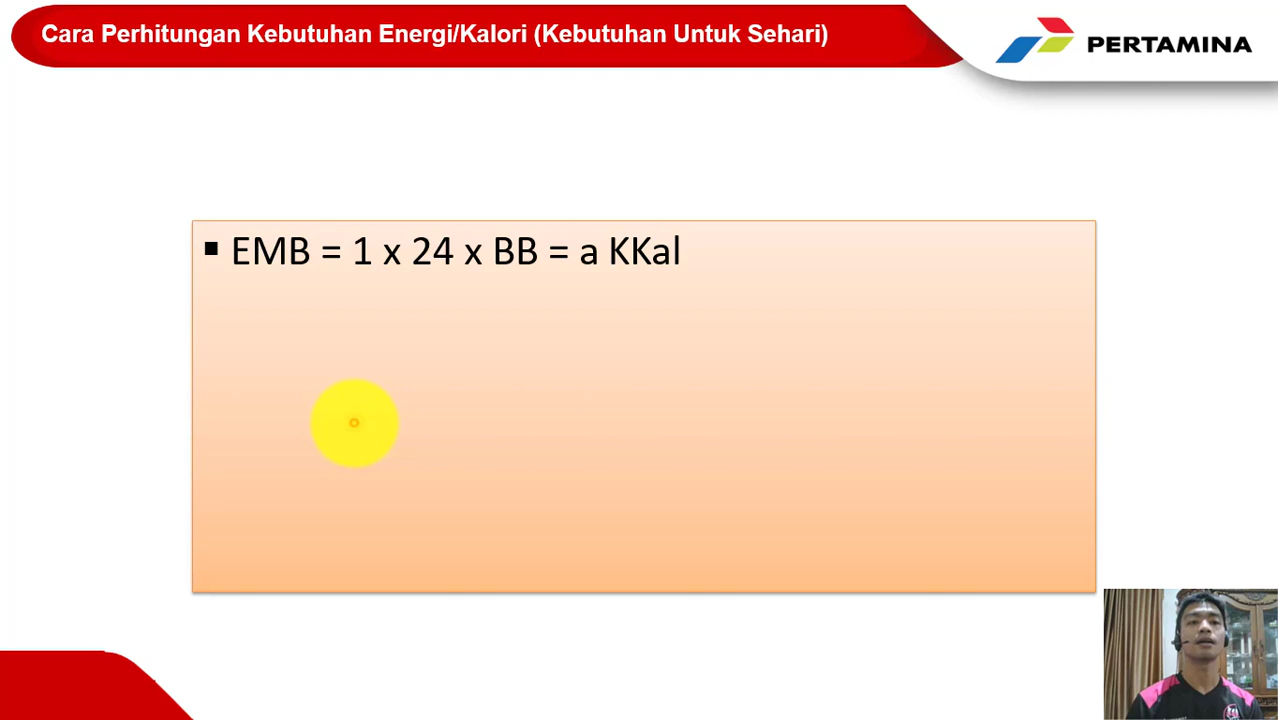 Cara Perhitungan Kebutuhan Energi/Kalori (Kebutuhan Untuk Sehari)
PERTAMINA
▪ EMB = 1 x 24 x BB = a KKal